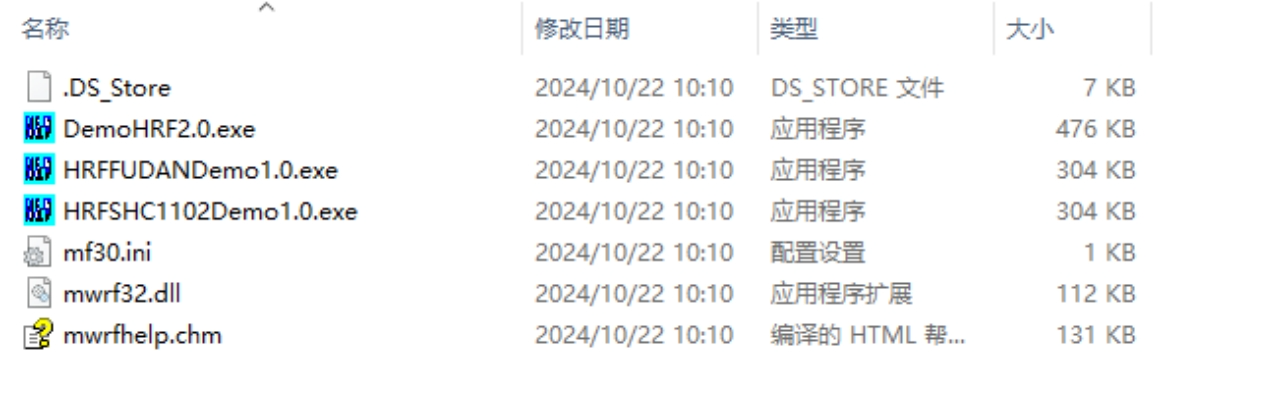 名称 修改日期 类型 大小
.DS_Store 2024/10/22 10:10 DS_STORE 文件 7 KB
DemoHRF2.0.exe 2024/10/22 10:10 应用程序 476 KB
HRFFUDANDemo1.0.exe 2024/10/22 10:10 应用程序 304 KB
HRFSHC1102Demo1.0.exe 2024/10/22 10:10 应用程序 304 KB
mf30.ini 2024/10/22 10:10 配置设置 1 KB
mwrf32.dll 2024/10/22 10:10 应用程序扩展 112 KB
mwrfhelp.chm 2024/10/22 10:10 编译的 HTML 帮... 131 KB